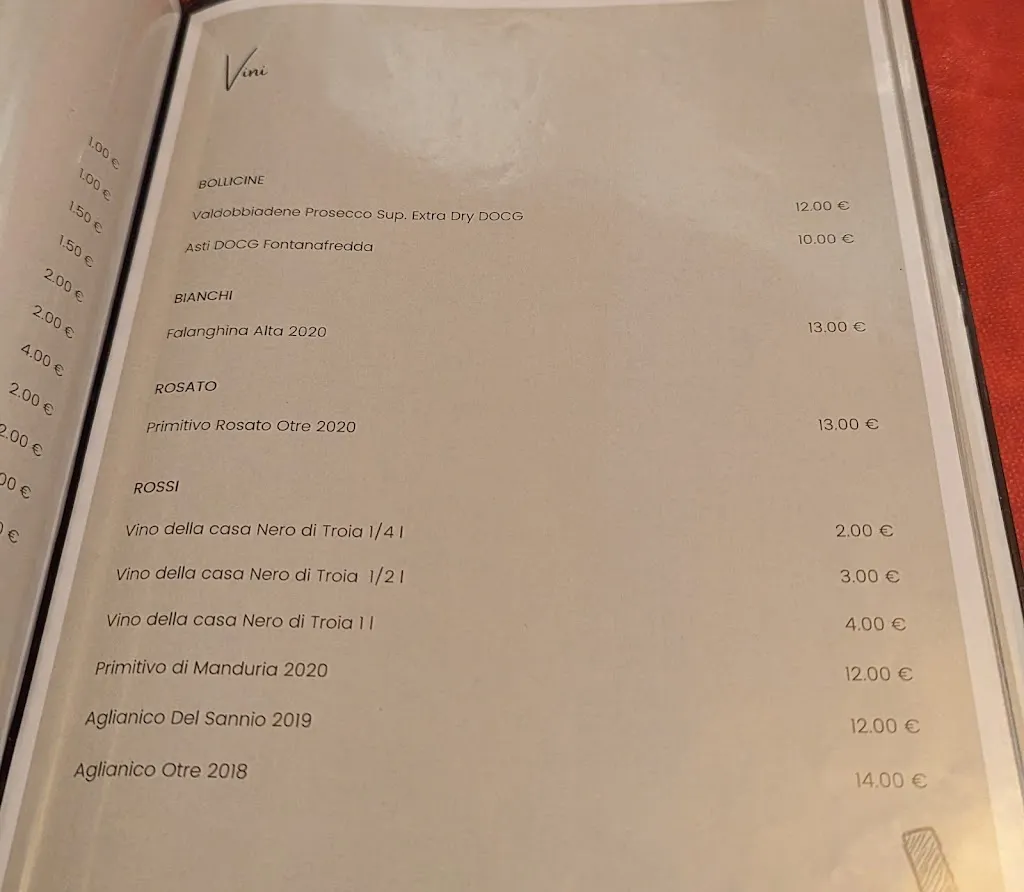 1.00 €
1.00 €
1.50 €
1.50 €
2.00 €
2.00 €
4.00 €
2.00 €
2.00 €
00 €
€
Vini
BOLLICINE
Valdobbiadene Prosecco Sup. Extra Dry DOCG 12.00 €
Asti DOCG Fontanafredda 10.00 €
BIANCHI
Falanghina Alta 2020 13.00 €
ROSATO
Primitivo Rosato Otre 2020 13.00 €
ROSSI
Vino della casa Nero di Troia 1/4 l 2.00 €
Vino della casa Nero di Troia 1/2 l 3.00 €
Vino della casa Nero di Troia 1 l 4.00 €
Primitivo di Manduria 2020 12.00 €
Aglianico Del Sannio 2019 12.00 €
Aglianico Otre 2018 14.00 €